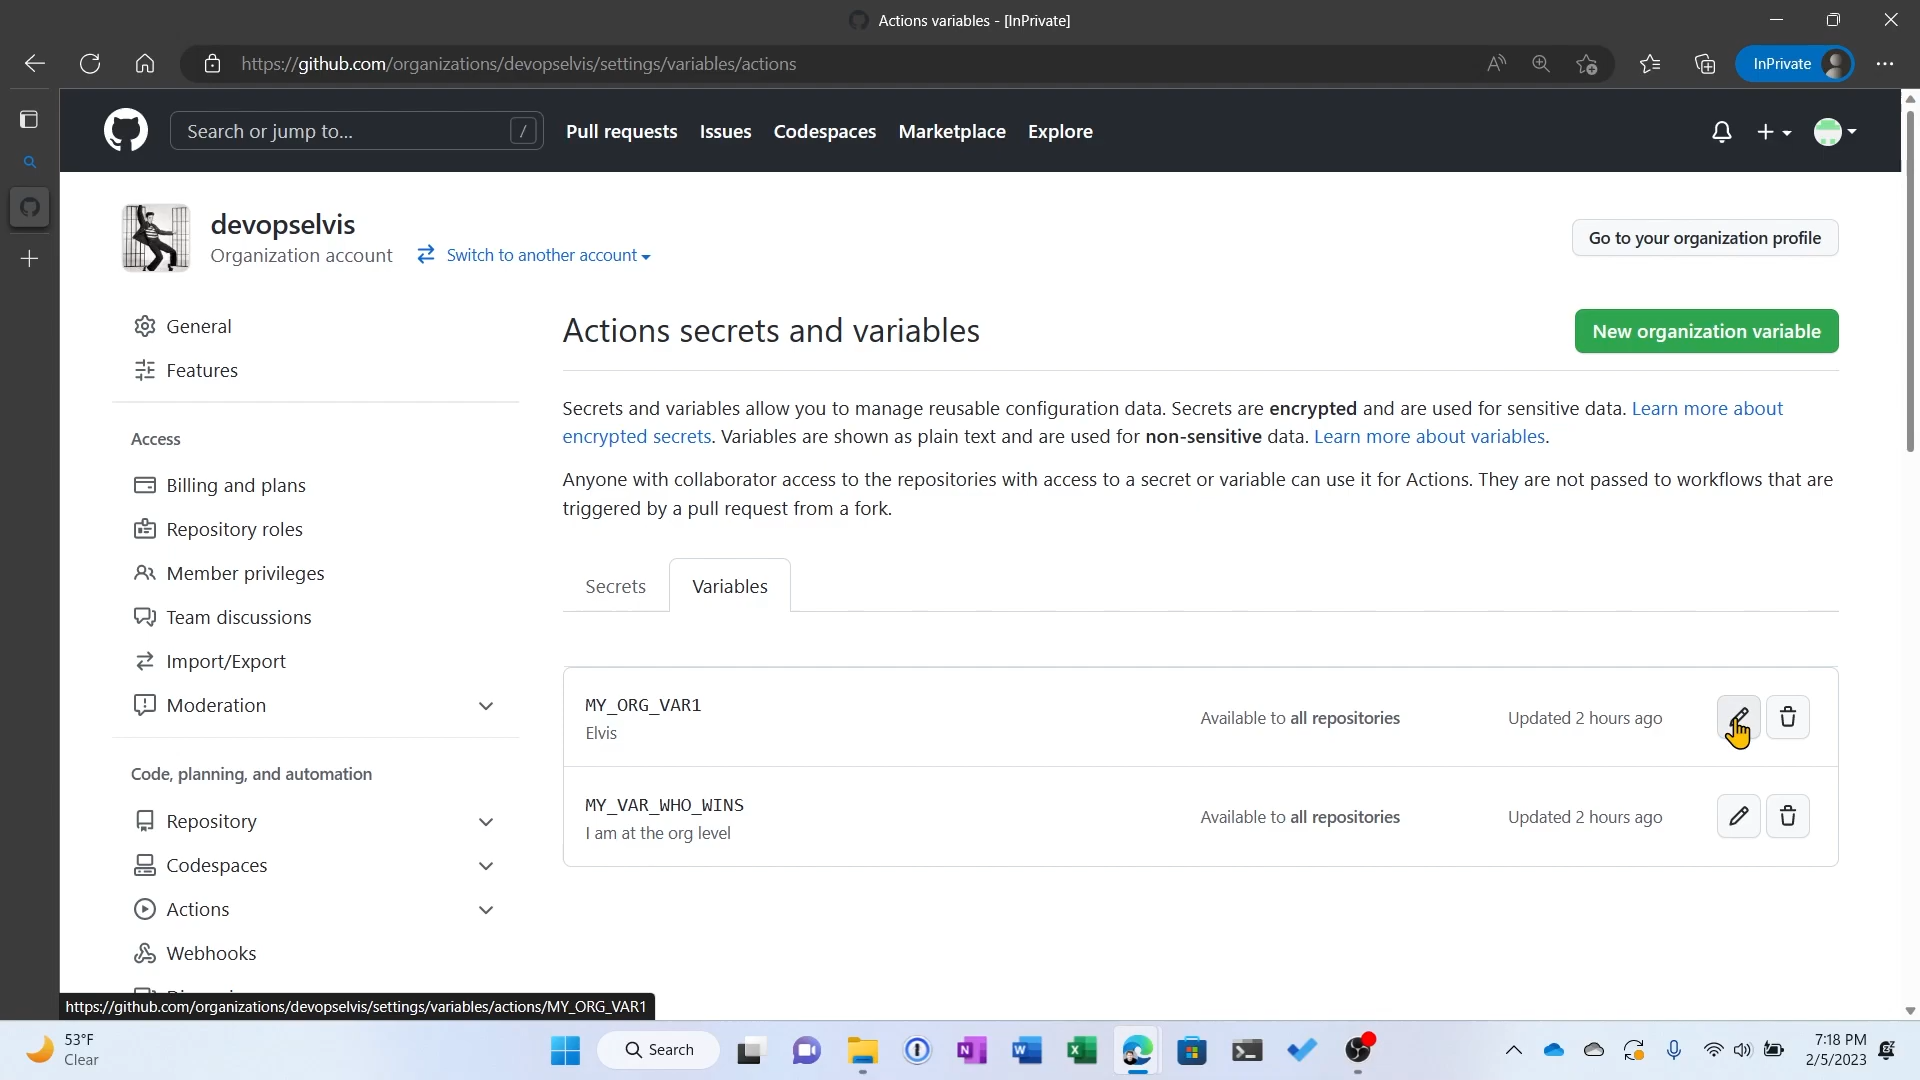 Actions variables - [InPrivate]
https://github.com/organizations/devopselvis/settings/variables/actions
InPrivate
Search or jump to...
/
Pull requests
Issues
Codespaces
Marketplace
Explore
devopselvis
Organization account
Switch to another account
Go to your organization profile
General
Features
Access
Billing and plans
Repository roles
Member privileges
Team discussions
Import/Export
Moderation
Code, planning, and automation
Repository
Codespaces
Actions
Webhooks
Actions secrets and variables
New organization variable
Secrets and variables allow you to manage reusable configuration data. Secrets are encrypted and are used for sensitive data. Learn more about
encrypted secrets. Variables are shown as plain text and are used for non-sensitive data. Learn more about variables.
Anyone with collaborator access to the repositories with access to a secret or variable can use it for Actions. They are not passed to workflows that are
triggered by a pull request from a fork.
Secrets
Variables
MY_ORG_VAR1
Elvis
Available to all repositories
Updated 2 hours ago
MY_VAR_WHO_WINS
I am at the org level
Available to all repositories
Updated 2 hours ago
https://github.com/organizations/devopselvis/settings/variables/actions/MY_ORG_VAR1
53°F
Clear
Search
7:18 PM
2/5/2023